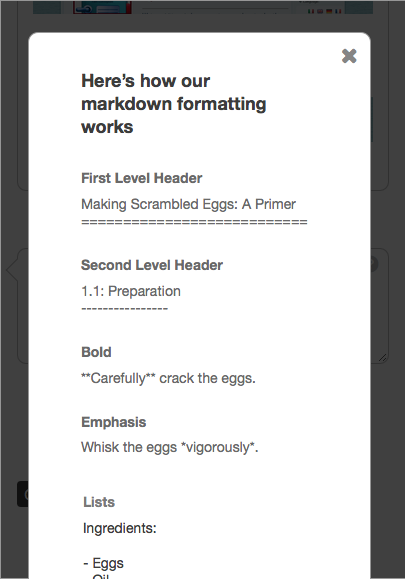 Here’s how our
markdown formatting
works
First Level Header
Making Scrambled Eggs: A Primer
===========================
Second Level Header
1.1: Preparation
----------------
Bold
**Carefully** crack the eggs.
Emphasis
Whisk the eggs *vigorously*.
Lists
Ingredients:
- Eggs
- Oil